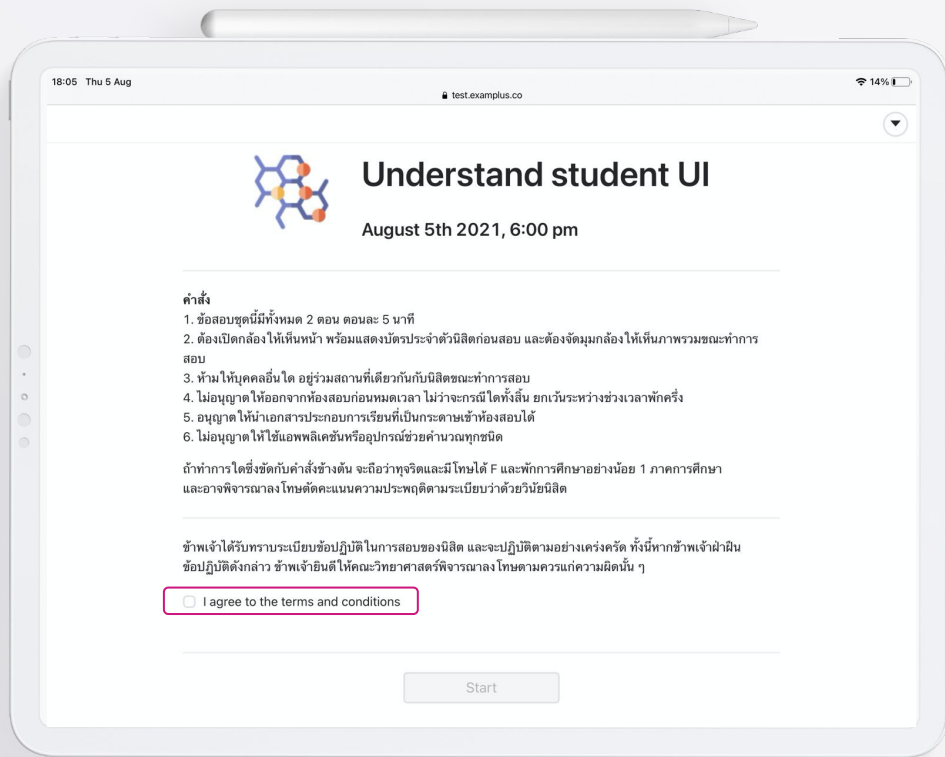 18:05 Thu 5 Aug
14%
test.examplus.co
Understand student UI
August 5th 2021, 6:00 pm
คำสั่ง
1. ข้อสอบชุดนี้มีทั้งหมด 2 ตอน ตอนละ 5 นาที
2. ต้องเปิดกล้องให้เห็นหน้า พร้อมแสดงบัตรประจำตัวนิสิตก่อนสอบ และต้องจัดมุมกล้องให้เห็นภาพรวมขณะทำการ
สอบ
3. ห้ามให้บุคคลอื่นใด อยู่ร่วมสถานที่เดียวกันกับนิสิตขณะทำการสอบ
4. ไม่อนุญาตให้ออกจากห้องสอบก่อนหมดเวลา ไม่ว่าจะกรณีใดทั้งสิ้น ยกเว้นระหว่างช่วงเวลาพักครึ่ง
5. อนุญาตให้นำเอกสารประกอบการเรียนที่เป็นกระดาษเข้าห้องสอบได้
6. ไม่อนุญาตให้ใช้แอพพลิเคชันหรืออุปกรณ์ช่วยคำนวณทุกชนิด
ถ้าทำการใดซึ่งขัดกับคำสั่งข้างต้น จะถือว่าทุจริตและมีโทษได้ F และพักการศึกษาอย่างน้อย 1 ภาคการศึกษา
และอาจพิจารณาลงโทษตัดคะแนนความประพฤติตามระเบียบว่าด้วยวินัยนิสิต
ข้าพเจ้าได้รับทราบระเบียบข้อปฏิบัติในการสอบของนิสิต และจะปฏิบัติตามอย่างเคร่งครัด ทั้งนี้หากข้าพเจ้าฝ่าฝืน
ข้อปฏิบัติดังกล่าว ข้าพเจ้ายินดีให้คณะวิทยาศาสตร์พิจารณาลงโทษตามควรแก่ความผิดนั้น ๆ
I agree to the terms and conditions
Start